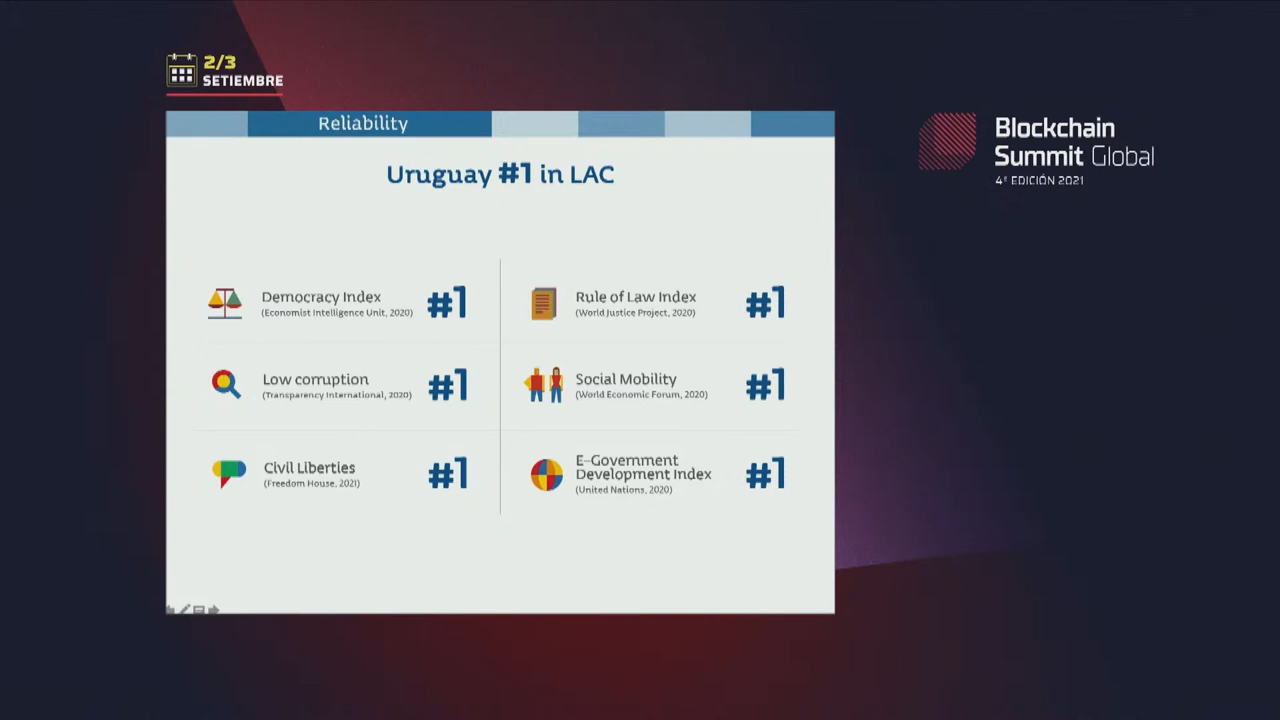 2/3
SETIEMBRE
Reliability
Uruguay #1 in LAC
Democracy Index
(Economist Intelligence Unit, 2020)
#1
Rule of Law Index
(World Justice Project, 2020)
#1
Low corruption
(Transparency International, 2020)
#1
Social Mobility
(World Economic Forum, 2020)
#1
Civil Liberties
(Freedom House, 2021)
#1
E-Government
Development Index
(United Nations, 2020)
#1
Blockchain
Summit Global
4ª EDICIÓN 2021